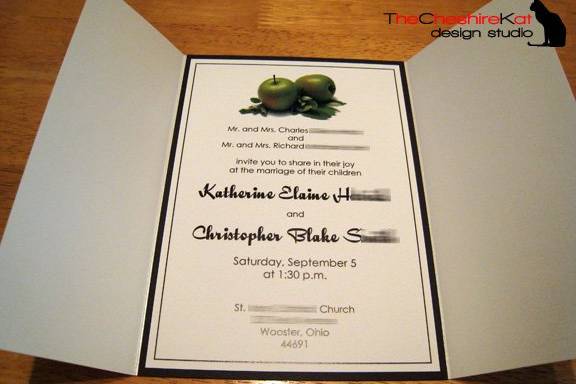 TheCheshireKat
design studio
Mr. and Mrs. Charles
and
Mr. and Mrs. Richard
invite you to share in their joy
at the marriage of their children
Katherine Elaine
and
Christopher Blake
Saturday, September 5
at 1:30 p.m.
St. Church
Wooster, Ohio
44691